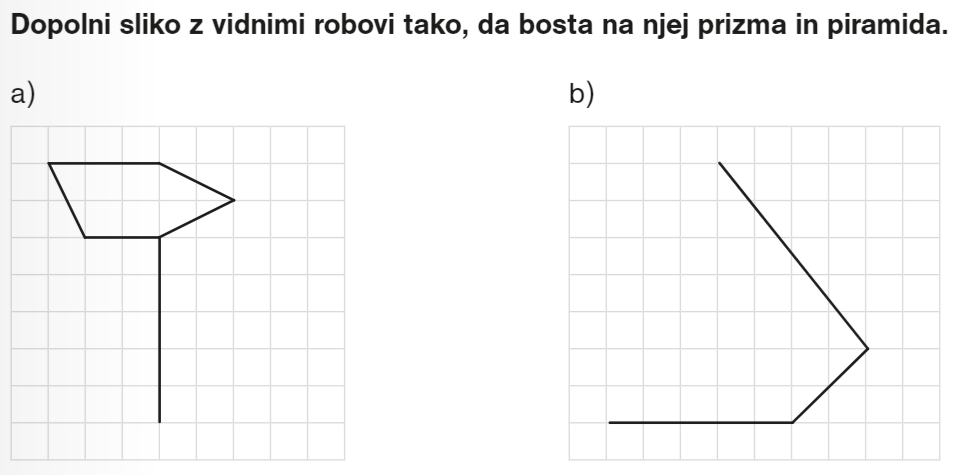 Dopolni sliko z vidnimi robovi tako, da bosta na njej prizma in piramida.
a)
b)